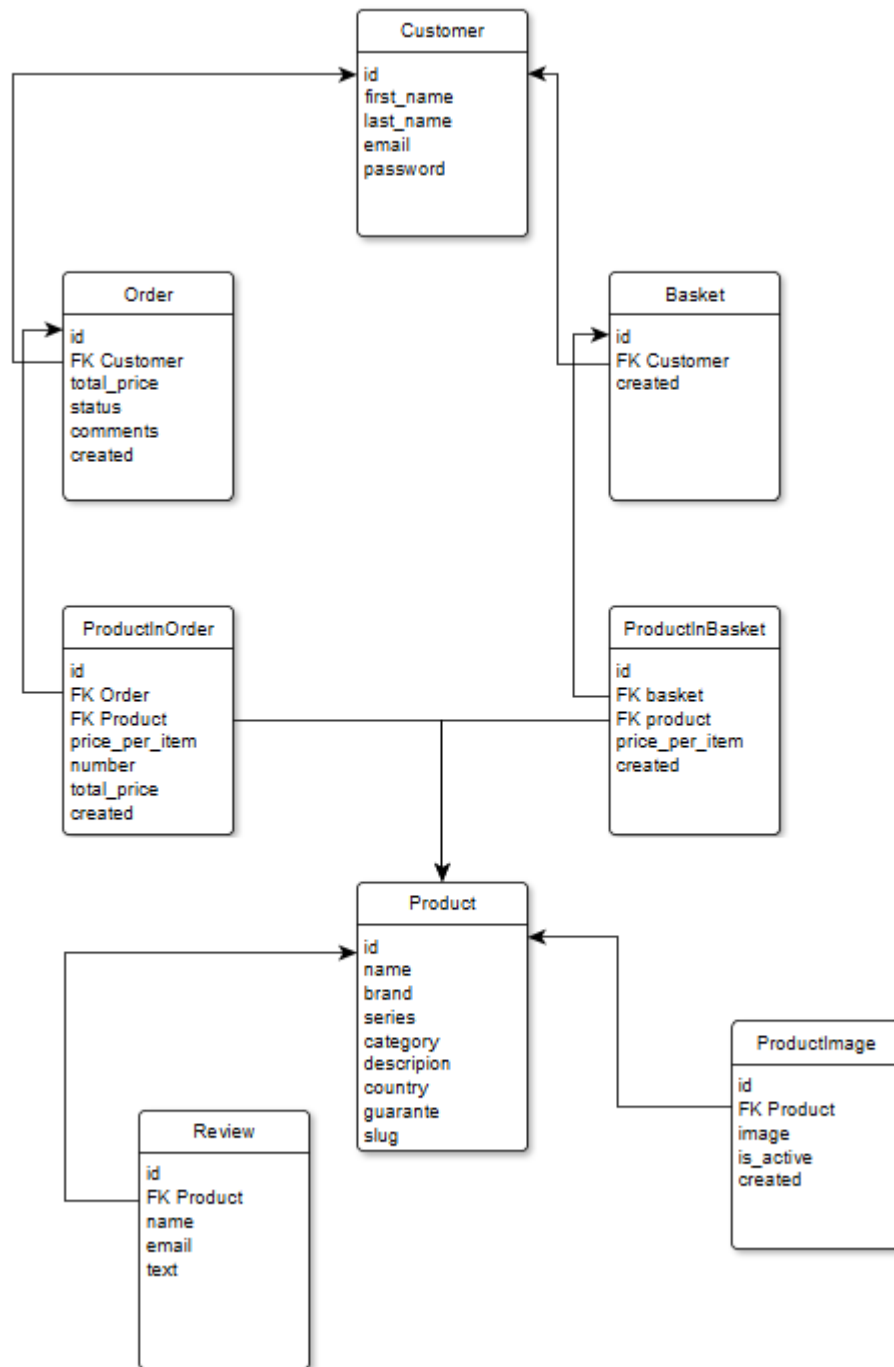 Customer
id
first_name
last_name
email
password
Order
id
FK Customer
total_price
status
comments
created
Basket
id
FK Customer
created
ProductInOrder
id
FK Order
FK Product
price_per_item
number
total_price
created
ProductInBasket
id
FK basket
FK product
price_per_item
created
Product
id
name
brand
series
category
descripion
country
guarante
slug
ProductImage
id
FK Product
image
is_active
created
Review
id
FK Product
name
email
text